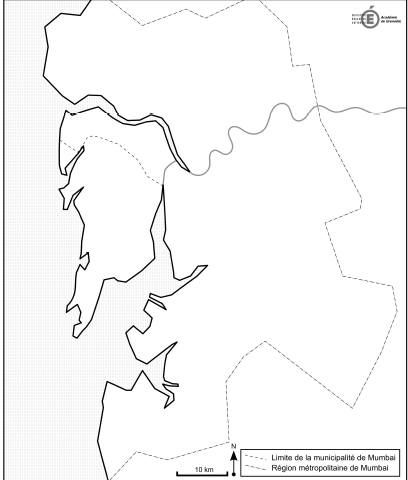 É Académie
de Grenoble
N
10 km
Limite de la municipalité de Mumbai
Région métropolitaine de Mumbai